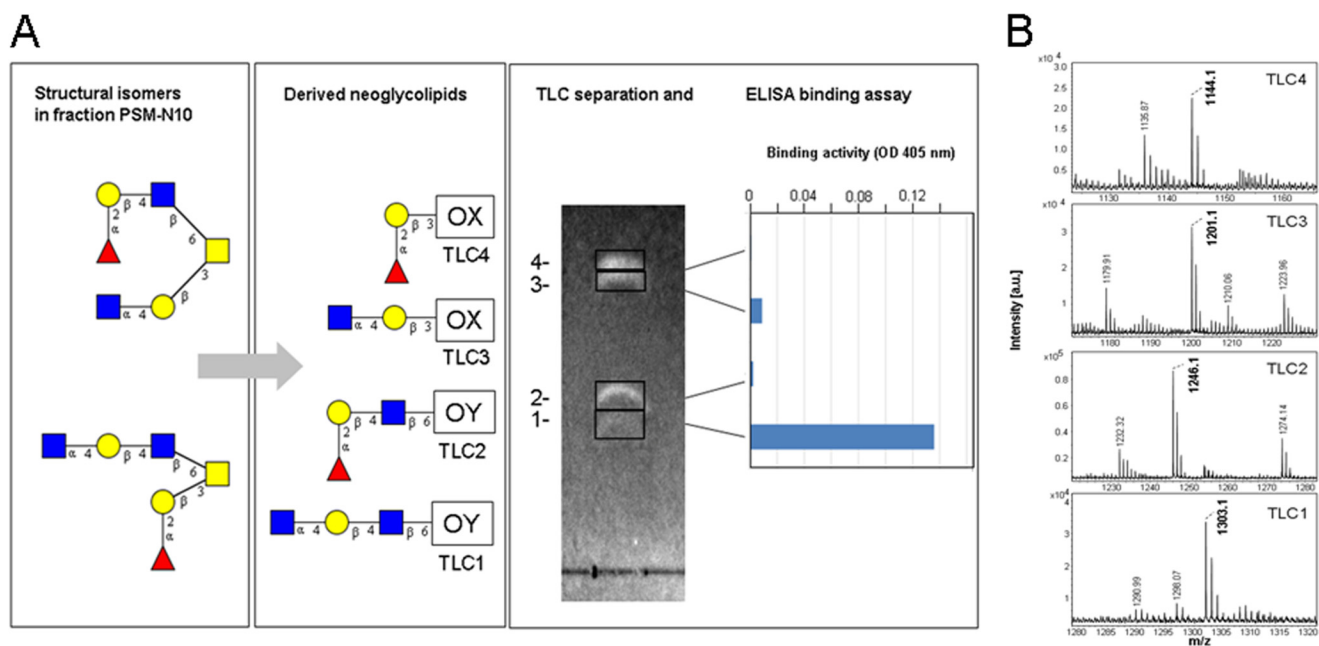 A
B
Structural isomers
in fraction PSM-N10
β 4
2
α
β
6
3
β
α 4
α 4 β 4
β
6
β 3
2
α
Derived neoglycolipids
β 3 OX
2
α
TLC4
α 4 β 3 OX
TLC3
β 4 β 6 OY
2
α
TLC2
α 4 β 4 β 6 OY
TLC1
TLC separation and ELISA binding assay
4-
3-
2-
1-
Binding activity (OD 405 nm)
0 0.04 0.08 0.12
Intensity [a.u.]
x10⁴
TLC4
3.0
2.5
2.0
1.5
1.0
0.5
1135.87
1144.1
1130 1140 1150 1160
x10⁴
TLC3
3
2
1
1179.91
1201.1
1210.06
1223.96
1180 1190 1200 1210 1220
x10⁵
TLC2
0.8
0.6
0.4
0.2
1232.32
1246.1
1274.14
1230 1240 1250 1260 1270 1280
x10⁴
TLC1
3
2
1
1290.99
1298.07
1303.1
1280 1285 1290 1295 1300 1305 1310 1315 1320
m/z